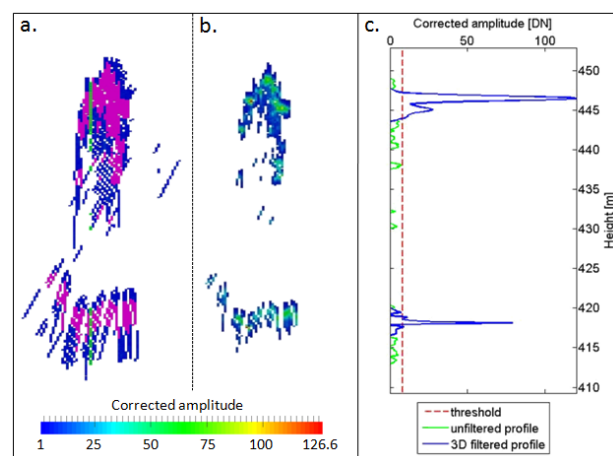 a.
b.
c.
Corrected amplitude [DN]
0 50 100
450
445
440
435
430
425
420
415
410
Height [m]
Corrected amplitude
1 25 50 75 100 126.6
threshold
unfiltered profile
3D filtered profile